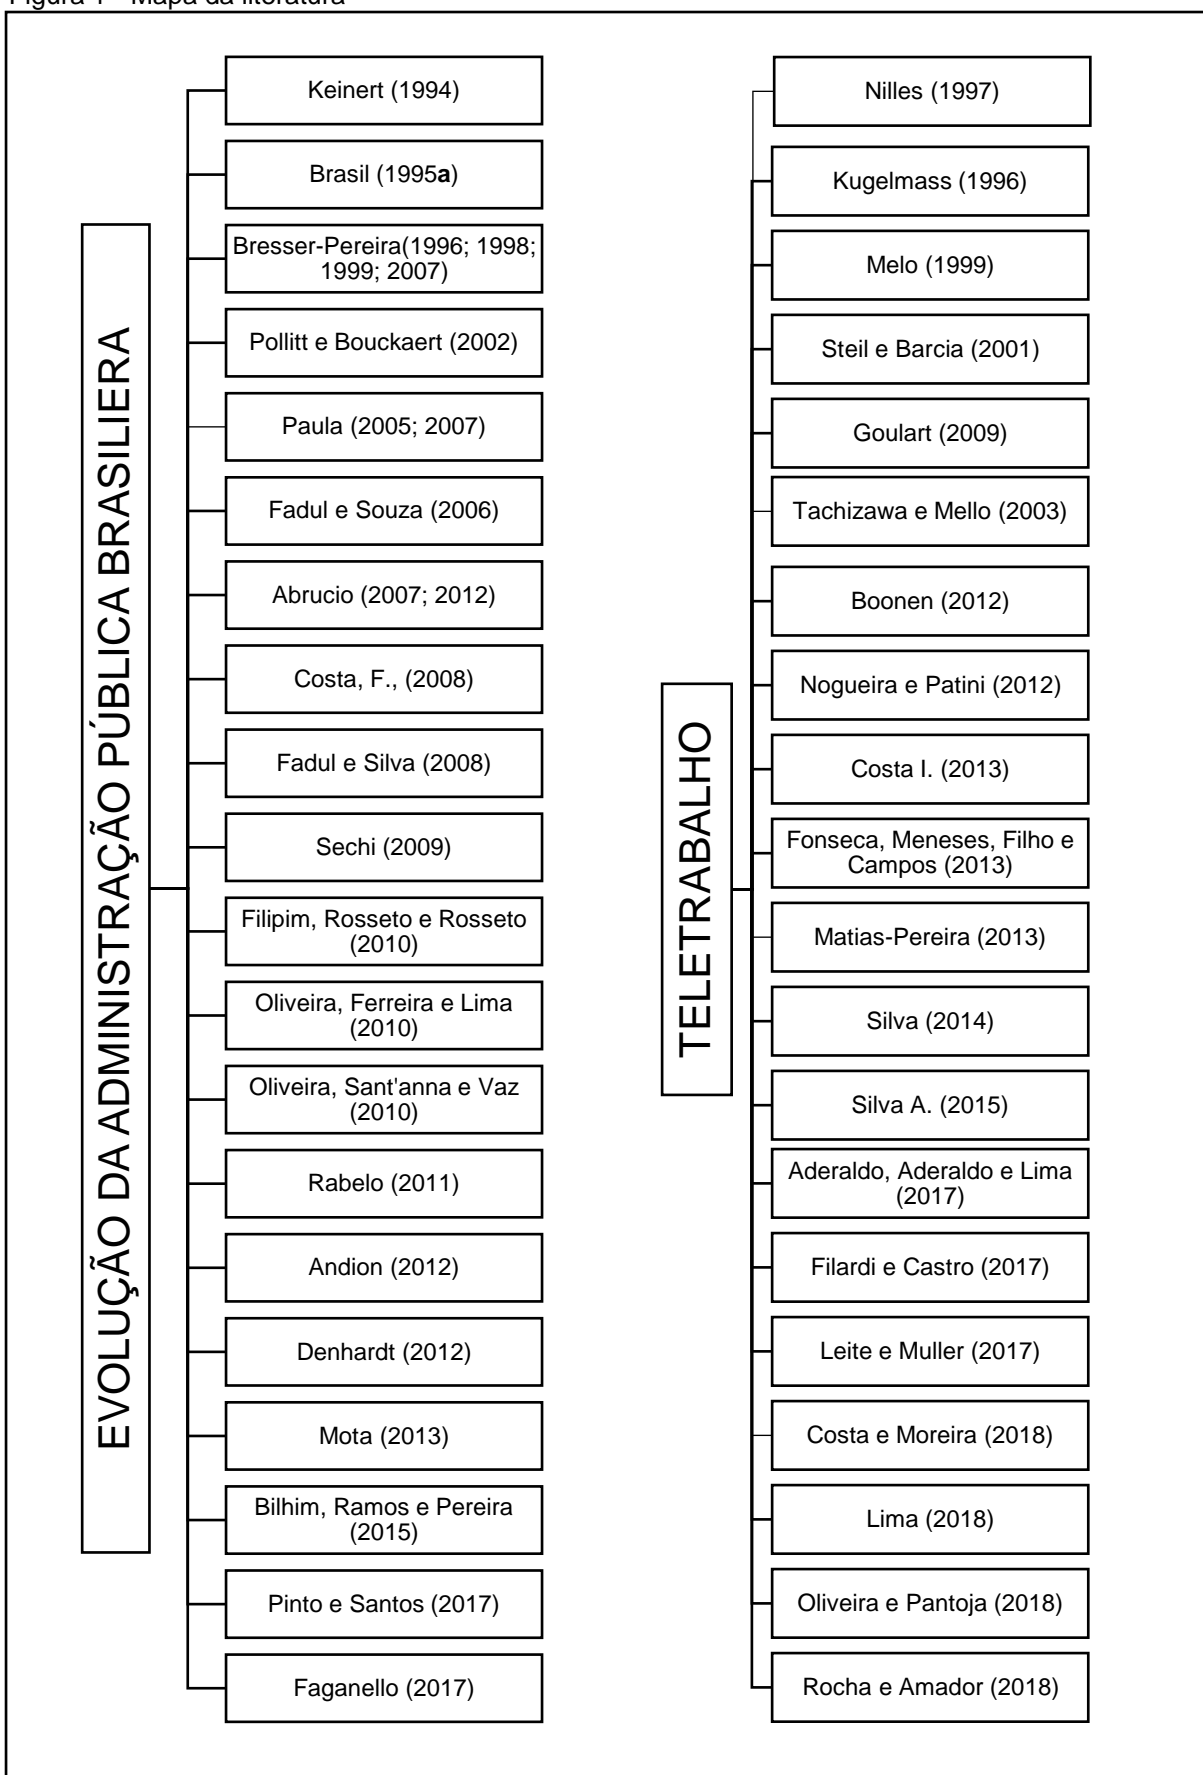 Figura 1 - Mapa da literatura
EVOLUÇÃO DA ADMINISTRAÇÃO PÚBLICA BRASILIERA
Keinert (1994)
Brasil (1995a)
Bresser-Pereira(1996; 1998;
1999; 2007)
Pollitt e Bouckaert (2002)
Paula (2005; 2007)
Fadul e Souza (2006)
Abrucio (2007; 2012)
Costa, F., (2008)
Fadul e Silva (2008)
Sechi (2009)
Filipim, Rosseto e Rosseto
(2010)
Oliveira, Ferreira e Lima
(2010)
Oliveira, Sant'anna e Vaz
(2010)
Rabelo (2011)
Andion (2012)
Denhardt (2012)
Mota (2013)
Bilhim, Ramos e Pereira
(2015)
Pinto e Santos (2017)
Faganello (2017)
TELETRABALHO
Nilles (1997)
Kugelmass (1996)
Melo (1999)
Steil e Barcia (2001)
Goulart (2009)
Tachizawa e Mello (2003)
Boonen (2012)
Nogueira e Patini (2012)
Costa I. (2013)
Fonseca, Meneses, Filho e
Campos (2013)
Matias-Pereira (2013)
Silva (2014)
Silva A. (2015)
Aderaldo, Aderaldo e Lima
(2017)
Filardi e Castro (2017)
Leite e Muller (2017)
Costa e Moreira (2018)
Lima (2018)
Oliveira e Pantoja (2018)
Rocha e Amador (2018)